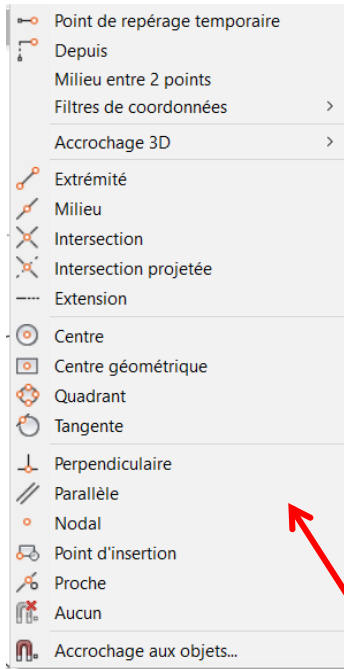 Point de repérage temporaire
Depuis
Milieu entre 2 points
Filtres de coordonnées
Accrochage 3D
Extrémité
Milieu
Intersection
Intersection projetée
Extension
Centre
Centre géométrique
Quadrant
Tangente
Perpendiculaire
Parallèle
Nodal
Point d'insertion
Proche
Aucun
Accrochage aux objets...